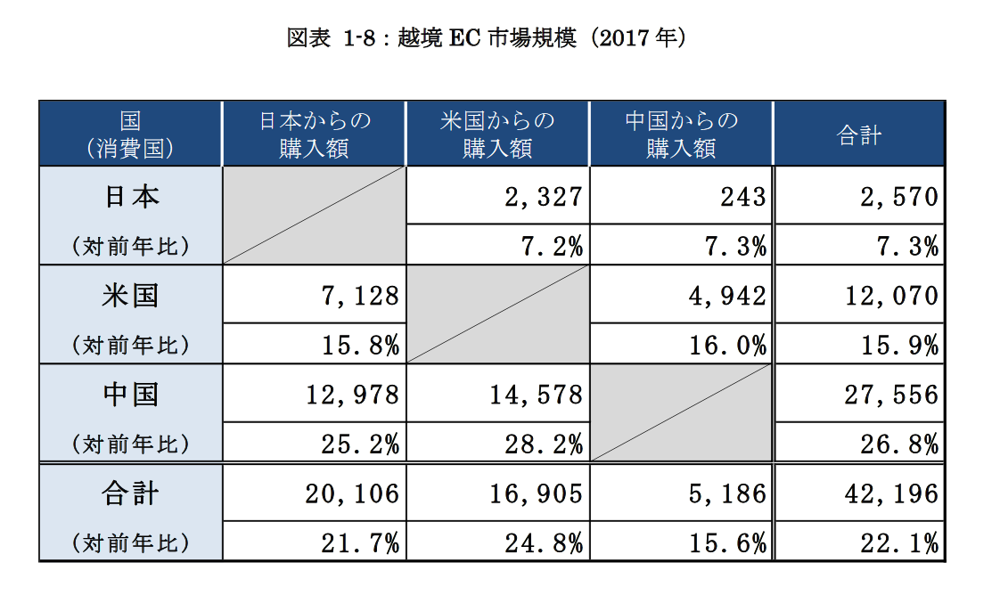 図表 1-8：越境EC市場規模（2017年）
国 日本からの 米国からの 中国からの 合計
（消費国） 購入額 購入額 購入額
日本 2,327 243 2,570
（対前年比） 7.2% 7.3% 7.3%
米国 7,128 4,942 12,070
（対前年比） 15.8% 16.0% 15.9%
中国 12,978 14,578 27,556
（対前年比） 25.2% 28.2% 26.8%
合計 20,106 16,905 5,186 42,196
（対前年比） 21.7% 24.8% 15.6% 22.1%